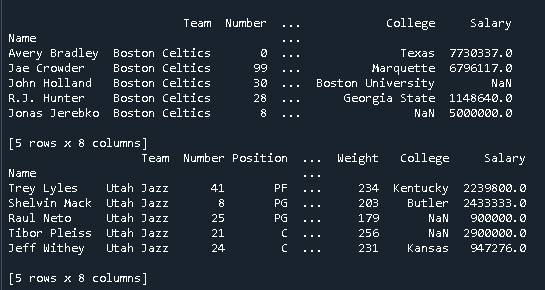 Team Number ... College Salary
Name ...
Avery Bradley Boston Celtics 0 ... Texas 7730337.0
Jae Crowder Boston Celtics 99 ... Marquette 6796117.0
John Holland Boston Celtics 30 ... Boston University NaN
R.J. Hunter Boston Celtics 28 ... Georgia State 1148640.0
Jonas Jerebko Boston Celtics 8 ... NaN 5000000.0
[5 rows x 8 columns]
Team Number Position ... Weight College Salary
Name ...
Trey Lyles Utah Jazz 41 PF ... 234 Kentucky 2239800.0
Shelvin Mack Utah Jazz 8 PG ... 203 Butler 2433333.0
Raul Neto Utah Jazz 25 PG ... 179 NaN 900000.0
Tibor Pleiss Utah Jazz 21 C ... 256 NaN 2900000.0
Jeff Withey Utah Jazz 24 C ... 231 Kansas 947276.0
[5 rows x 8 columns]